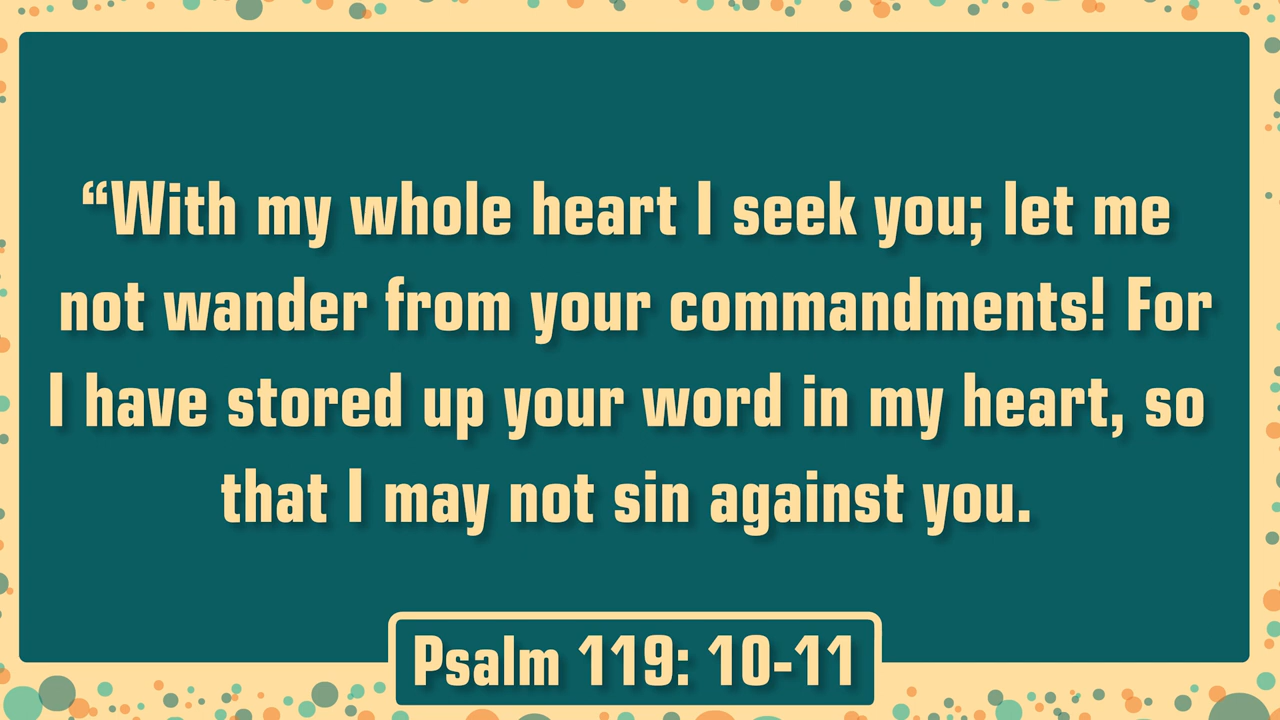 “With my whole heart I seek you; let me
not wander from your commandments! For
I have stored up your word in my heart, so
that I may not sin against you.
Psalm 119: 10-11